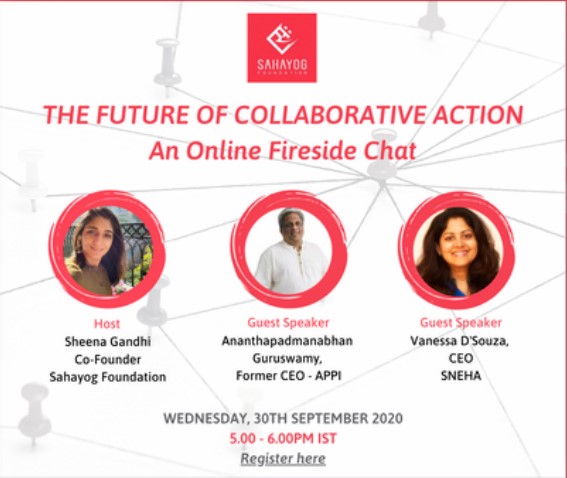 SAHAYOG
FOUNDATION
THE FUTURE OF COLLABORATIVE ACTION
An Online Fireside Chat
Host
Sheena Gandhi
Co-Founder
Sahayog Foundation
Guest Speaker
Ananthapadmanabhan
Guruswamy,
Former CEO - APPI
Guest Speaker
Vanessa D'Souza,
CEO
SNEHA
WEDNESDAY, 30TH SEPTEMBER 2020
5.00 - 6.00PM IST
Register here